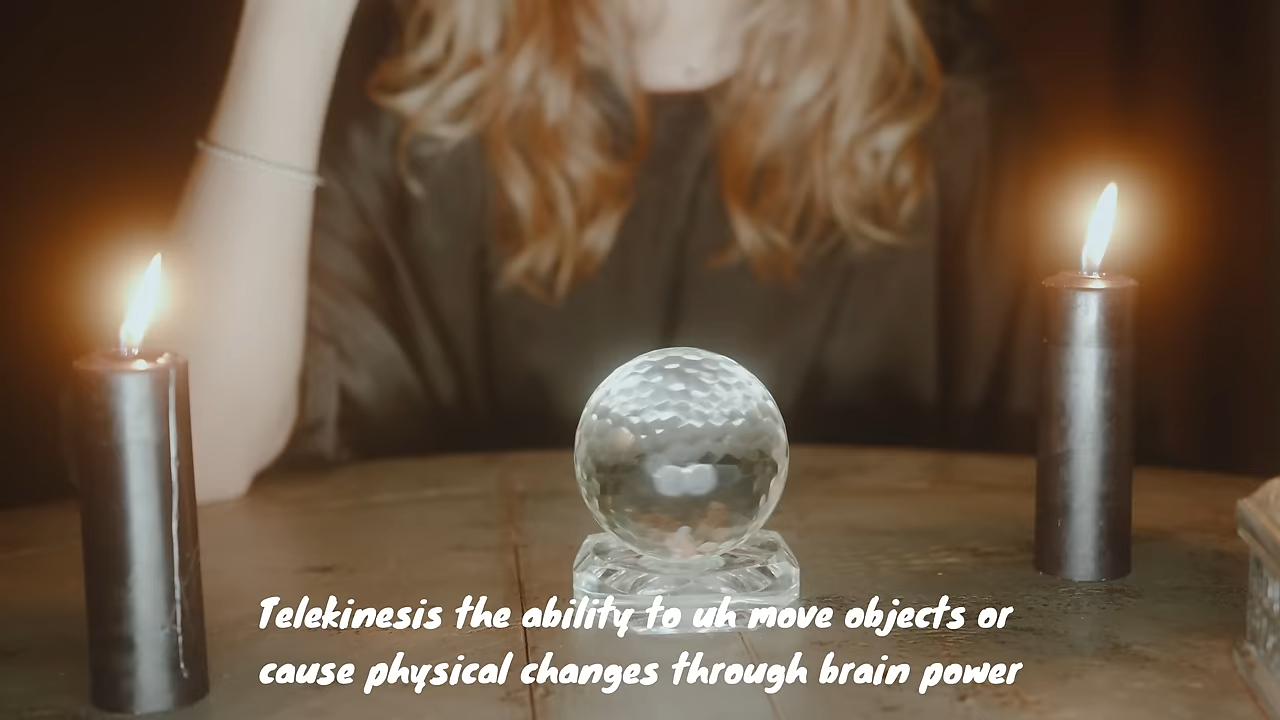 Telekinesis the ability to uh move objects or
cause physical changes through brain power